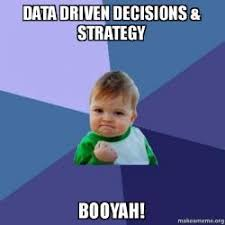 DATA DRIVEN DECISIONS &
STRATEGY
BOOYAH!
makeameme.org